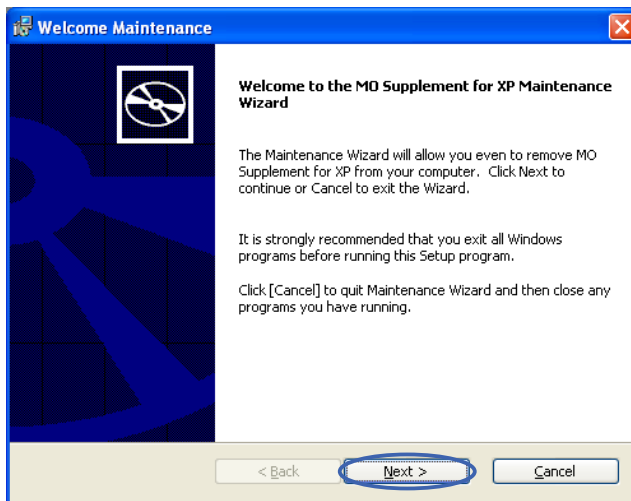 Welcome Maintenance
Welcome to the MO Supplement for XP Maintenance
Wizard
The Maintenance Wizard will allow you even to remove MO
Supplement for XP from your computer. Click Next to
continue or Cancel to exit the Wizard.
It is strongly recommended that you exit all Windows
programs before running this Setup program.
Click [Cancel] to quit Maintenance Wizard and then close any
programs you have running.
< Back
Next >
Cancel